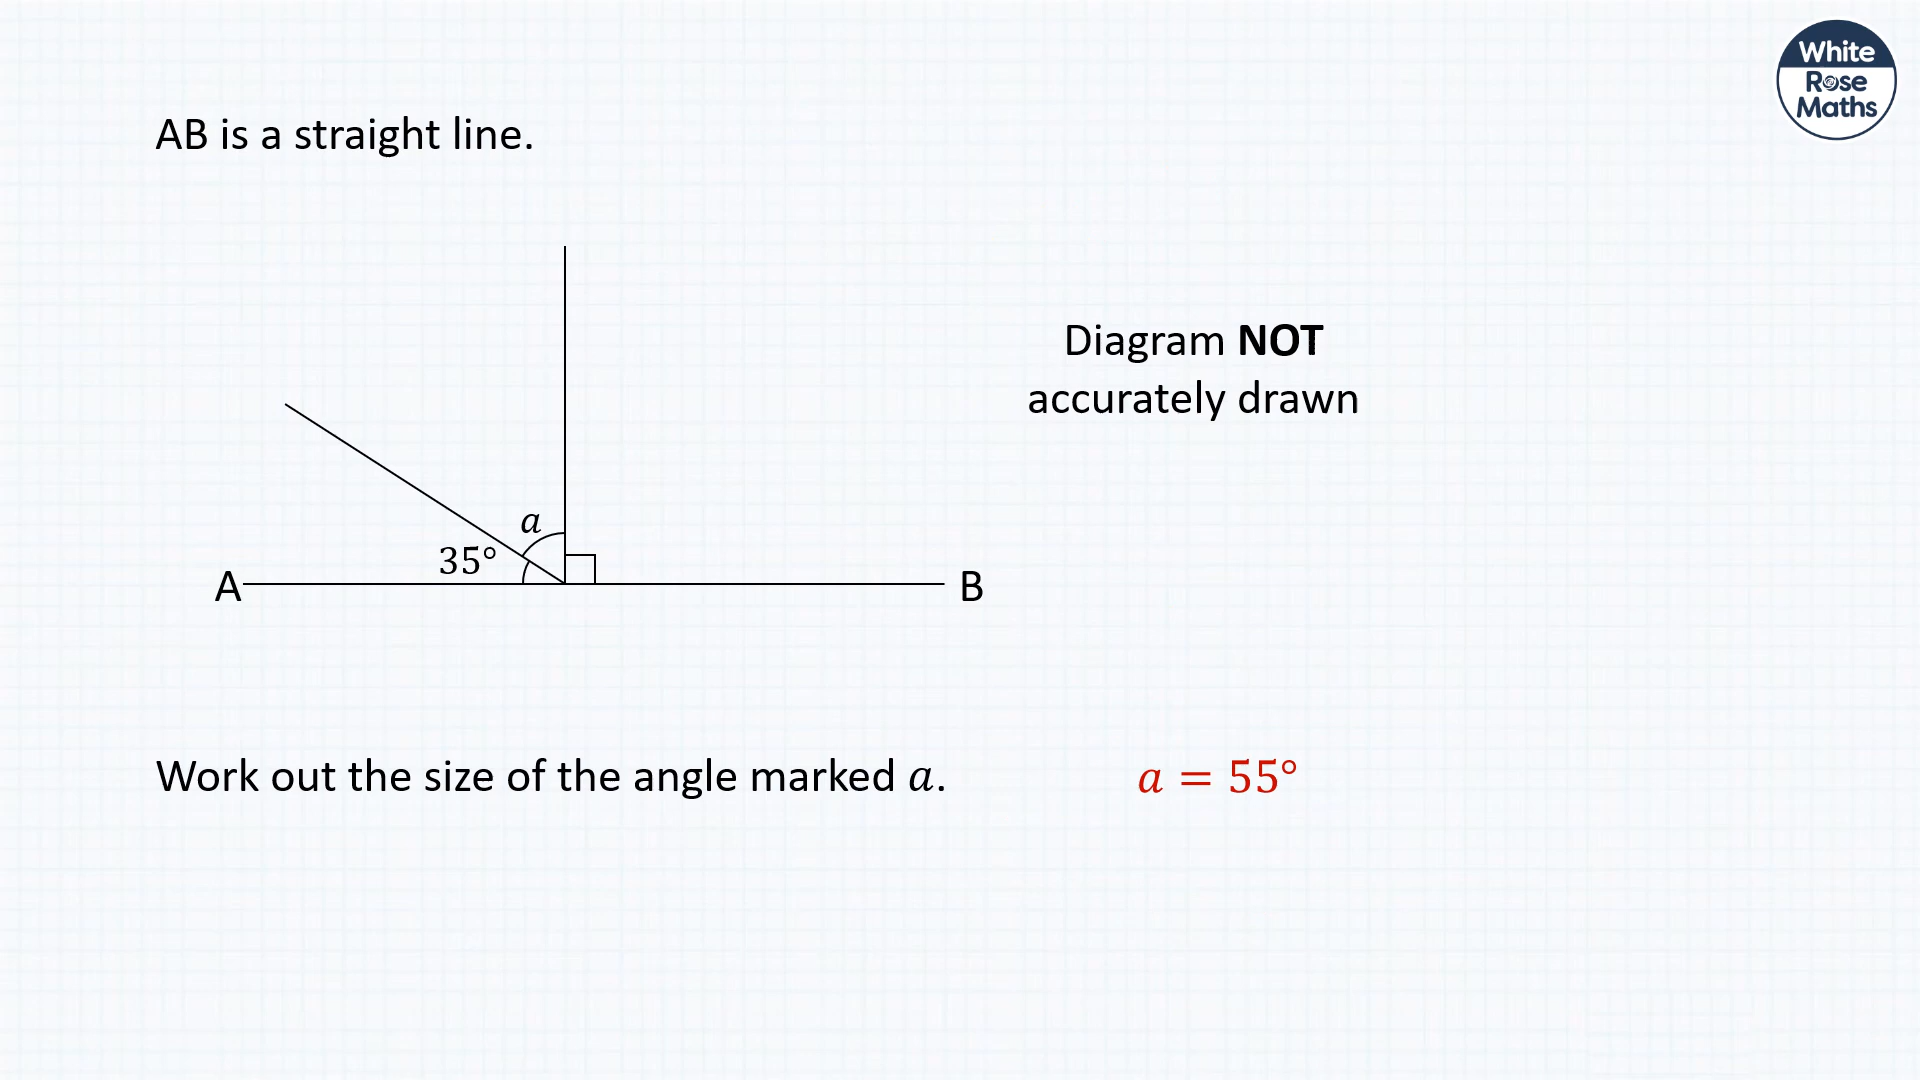 White
Rose
Maths
AB is a straight line.
Diagram NOT
accurately drawn
a
35°
A
B
Work out the size of the angle marked a.
a = 55°